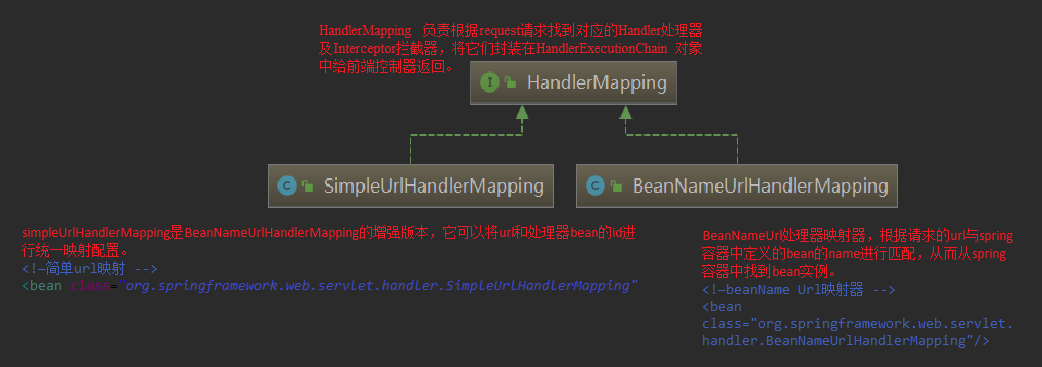 HandlerMapping 负责根据request请求找到对应的Handler处理器
及Interceptor拦截器，将它们封装在HandlerExecutionChain 对象
中给前端控制器返回。
I HandlerMapping
C SimpleUrlHandlerMapping
C BeanNameUrlHandlerMapping
simpleUrlHandlerMapping是BeanNameUrlHandlerMapping的增强版本，它可以将url和处理器bean的id进
行统一映射配置。
<!—简单url映射 -->
<bean class="org.springframework.web.servlet.handler.SimpleUrlHandlerMapping"
BeanNameUrl处理器映射器，根据请求的url与spring
容器中定义的bean的name进行匹配，从而从spring
容器中找到bean实例。
<!—beanName Url映射器 -->
<bean
class="org.springframework.web.servlet.
handler.BeanNameUrlHandlerMapping"/>